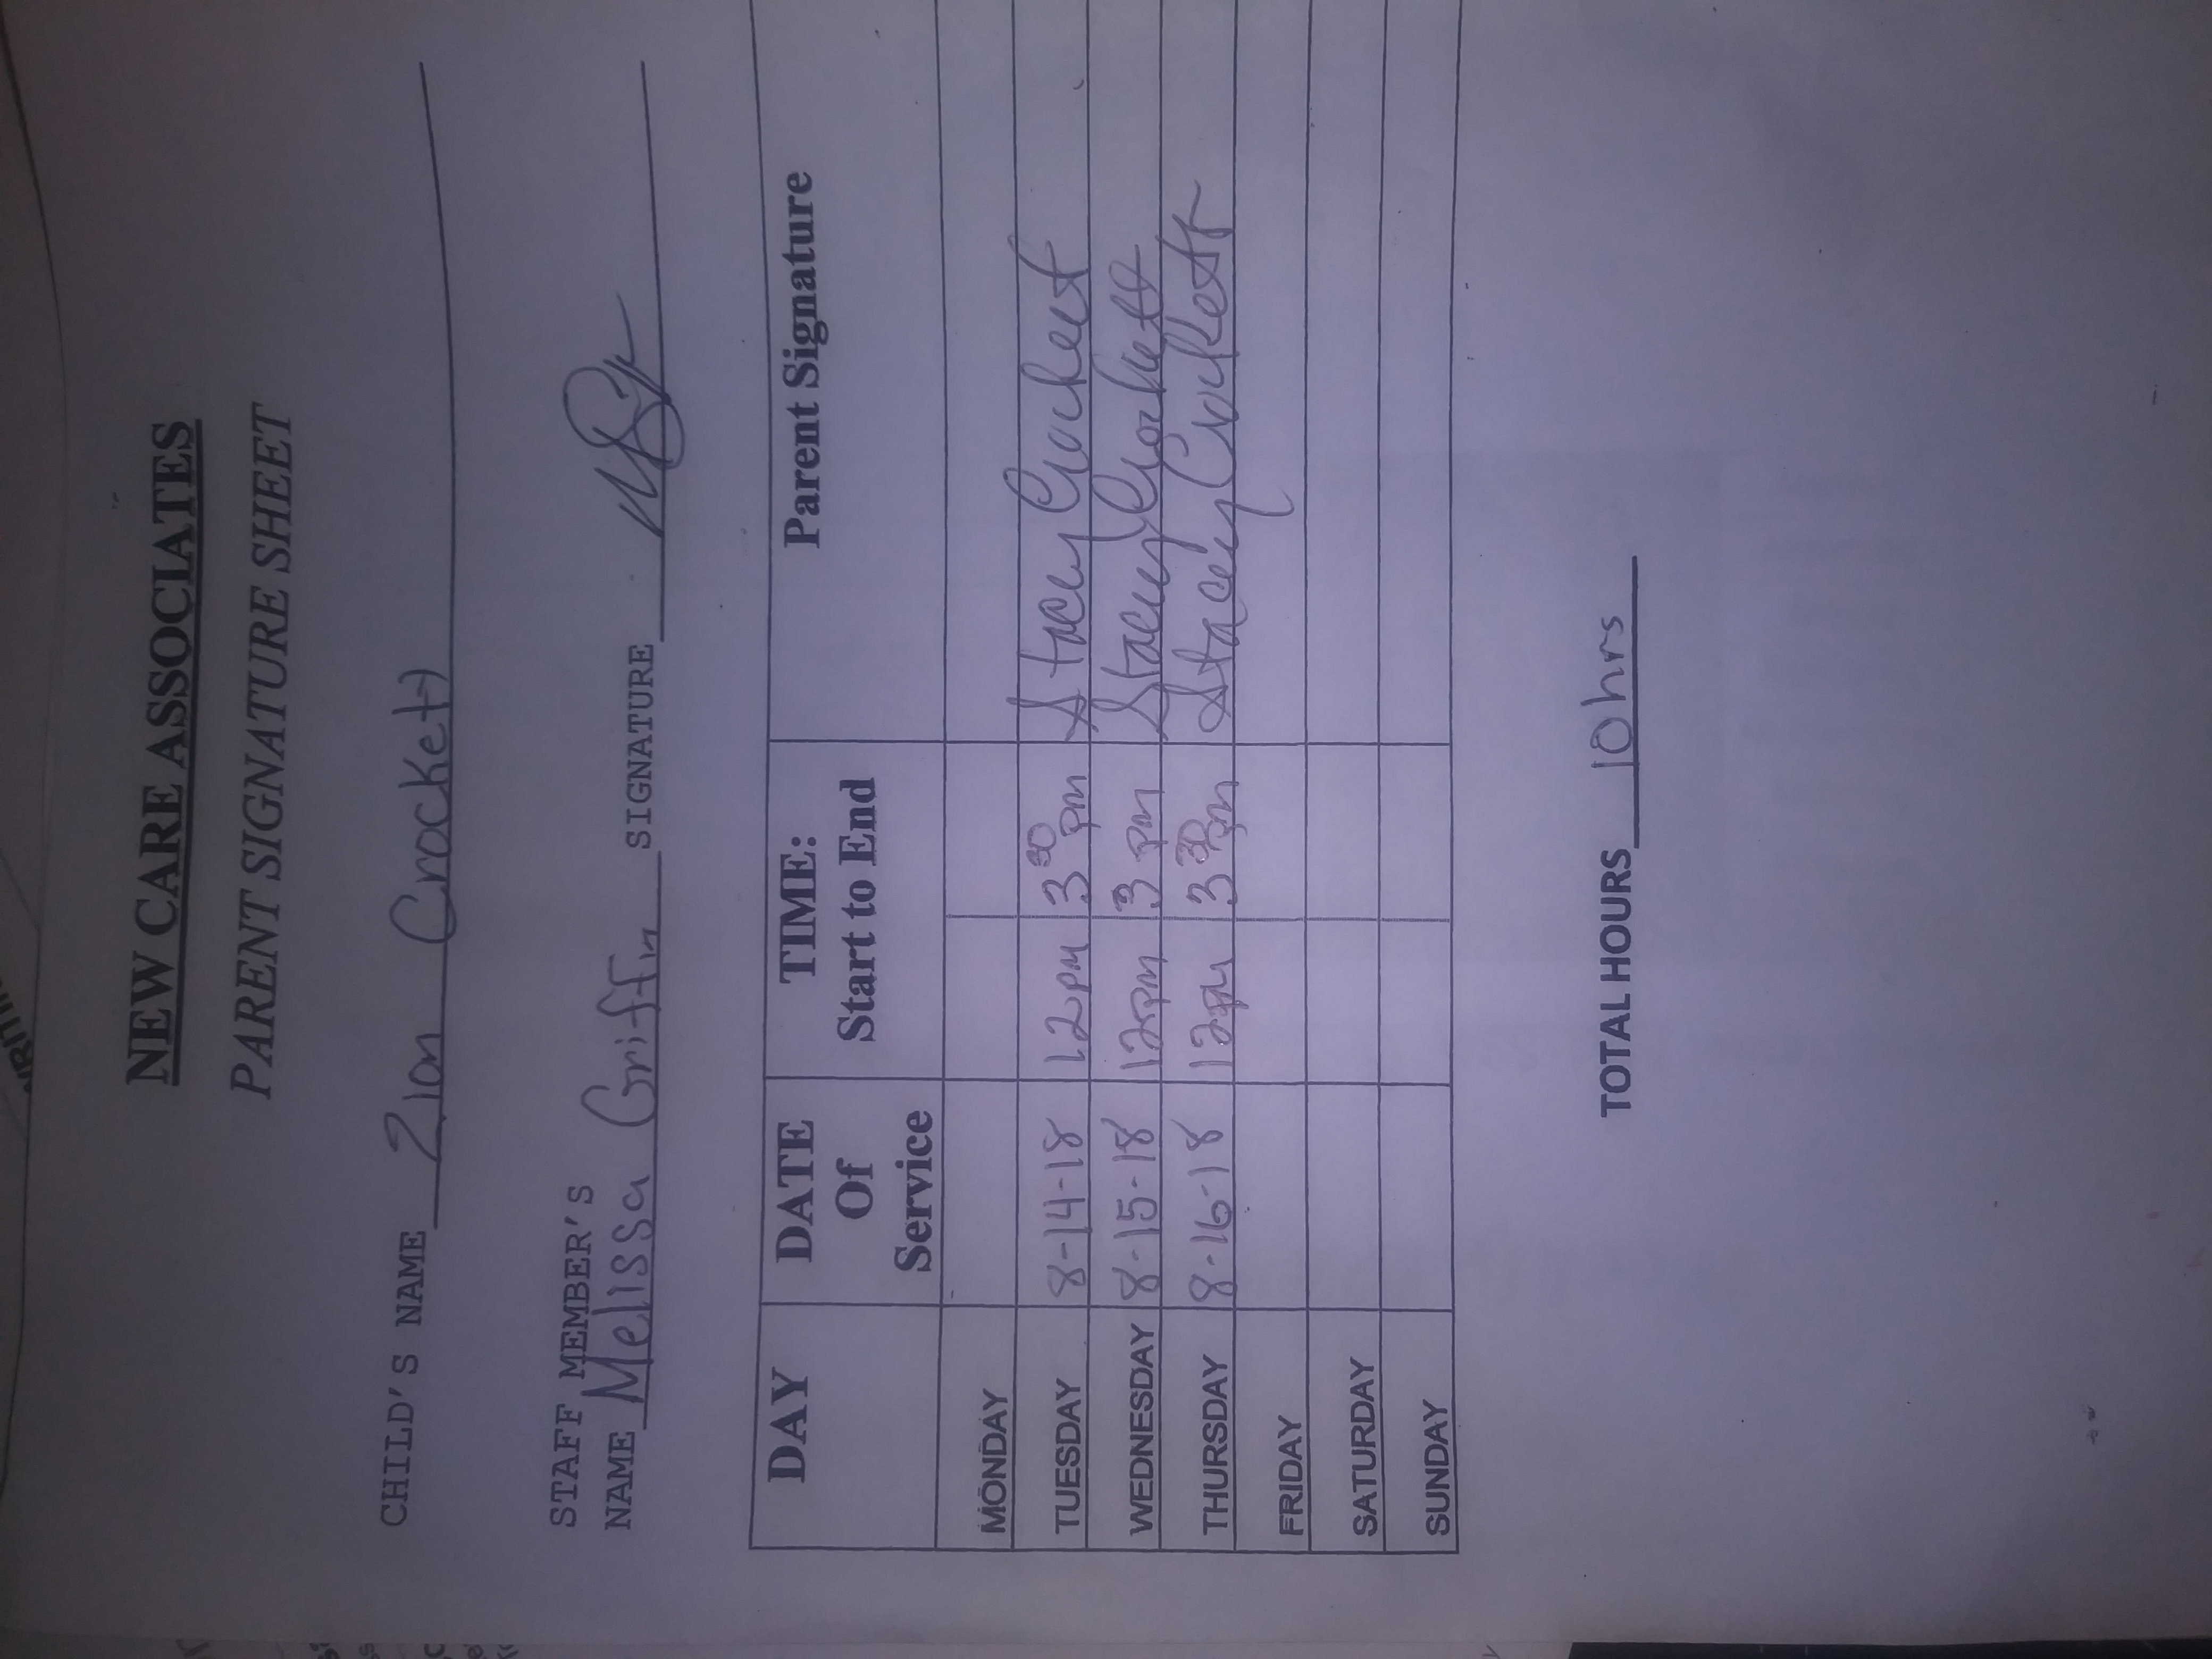 NEW CARE ASSOCIATES
PARENT SIGNATURE SHEET
CHILD'S NAME Zion Crockett
STAFF MEMBER'S
NAME Melissa Griffin SIGNATURE
DAY DATE Of Service TIME: Start to End Parent Signature
MONDAY
TUESDAY 8-14-18 12pm 3 30 pm Stacey Crockett
WEDNESDAY 8-15-18 12pm 3 pm Stacey Crockett
THURSDAY 8-16-18 12pm 3 30 pm Stacey Crockett
FRIDAY
SATURDAY
SUNDAY
TOTAL HOURS 10hrs